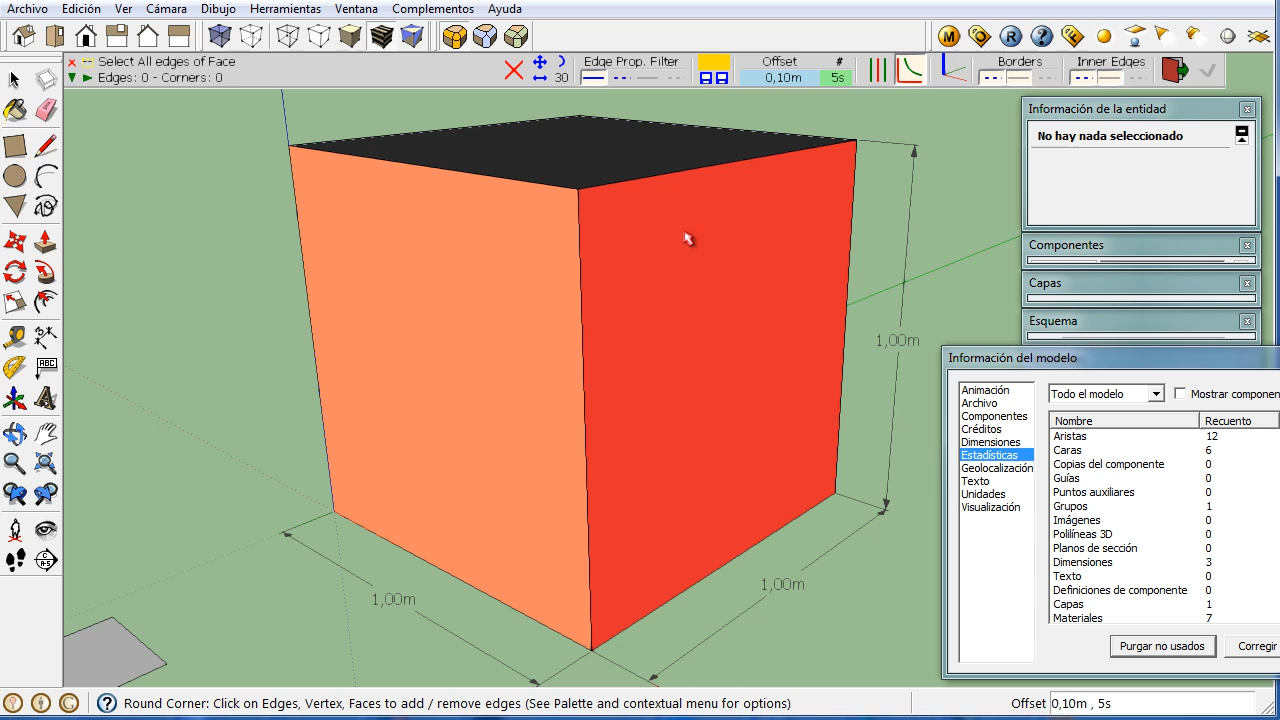 Archivo Edición Ver Cámara Dibujo Herramientas Ventana Complementos Ayuda
M R ?
Select All edges of Face
Edges: 0 - Corners: 0
30
Edge Prop. Filter
Offset #
0,10m 5s
Borders
Inner Edges
ABC
A
Información de la entidad
No hay nada seleccionado
Componentes
Capas
Esquema
Información del modelo
Animación
Archivo
Componentes
Créditos
Dimensiones
Estadísticas
Geolocalización
Texto
Unidades
Visualización
Todo el modelo
Mostrar componen
Nombre Recuento
Aristas 12
Caras 6
Copias del componente 0
Guías 0
Puntos auxiliares 0
Grupos 1
Imágenes 0
Polilíneas 3D 0
Planos de sección 0
Dimensiones 3
Texto 0
Definiciones de componente 0
Capas 1
Materiales 7
Purgar no usados Corregir
1,00m
1,00m
1,00m
Round Corner: Click on Edges, Vertex, Faces to add / remove edges (See Palette and contextual menu for options)
Offset 0,10m , 5s